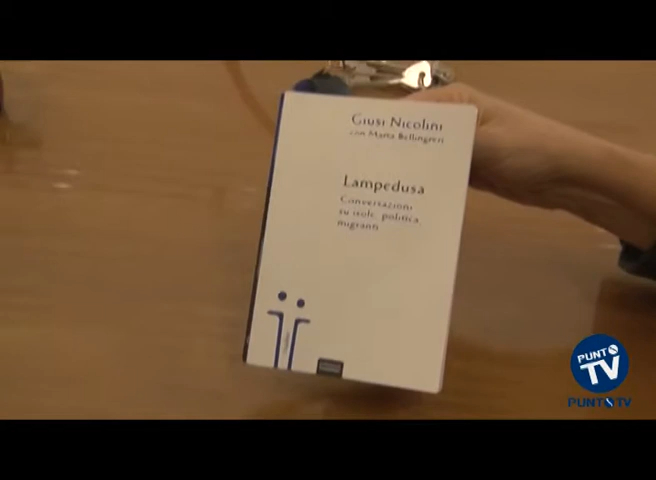 Giusi Nicolini
con Marta Bellingreri
Lampedusa
Conversazioni
su isole, politica,
migranti
PUNTO
TV
PUNTO TV